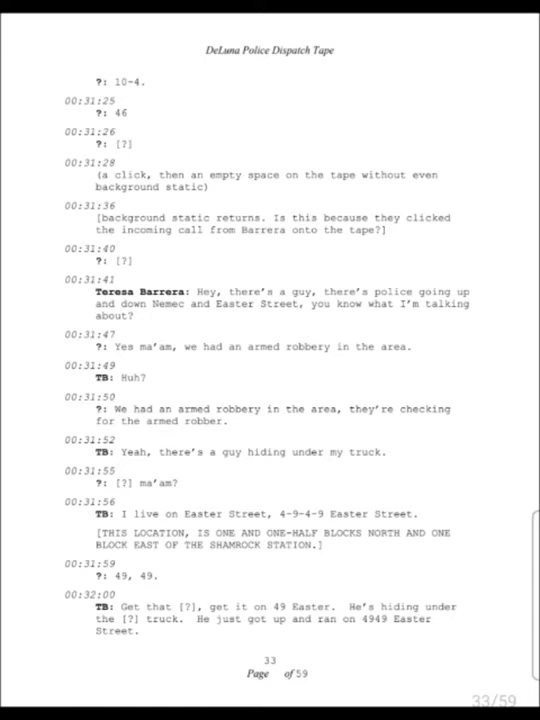 DeLuna Police Dispatch Tape
?: 10-4.
00:31:25
?: 46
00:31:26
?: [?]
00:31:28
(a click, then an empty space on the tape without even
background static)
00:31:36
[background static returns. Is this because they clicked
the incoming call from Barrera onto the tape?]
00:31:40
?: [?]
00:31:41
Teresa Barrera: Hey, there's a guy, there's police going up
and down Nemec and Easter Street, you know what I'm talking
about?
00:31:47
?: Yes ma'am, we had an armed robbery in the area.
00:31:49
TB: Huh?
00:31:50
?: We had an armed robbery in the area, they're checking
for the armed robber.
00:31:52
TB: Yeah, there's a guy hiding under my truck.
00:31:55
?: [?] ma'am?
00:31:56
TB: I live on Easter Street, 4-9-4-9 Easter Street.
[THIS LOCATION, IS ONE AND ONE-HALF BLOCKS NORTH AND ONE
BLOCK EAST OF THE SHAMROCK STATION.]
00:31:59
?: 49, 49.
00:32:00
TB: Get that [?], get it on 49 Easter. He's hiding under
the [?] truck. He just got up and ran on 4949 Easter
Street.
33
Page of 59
33/59